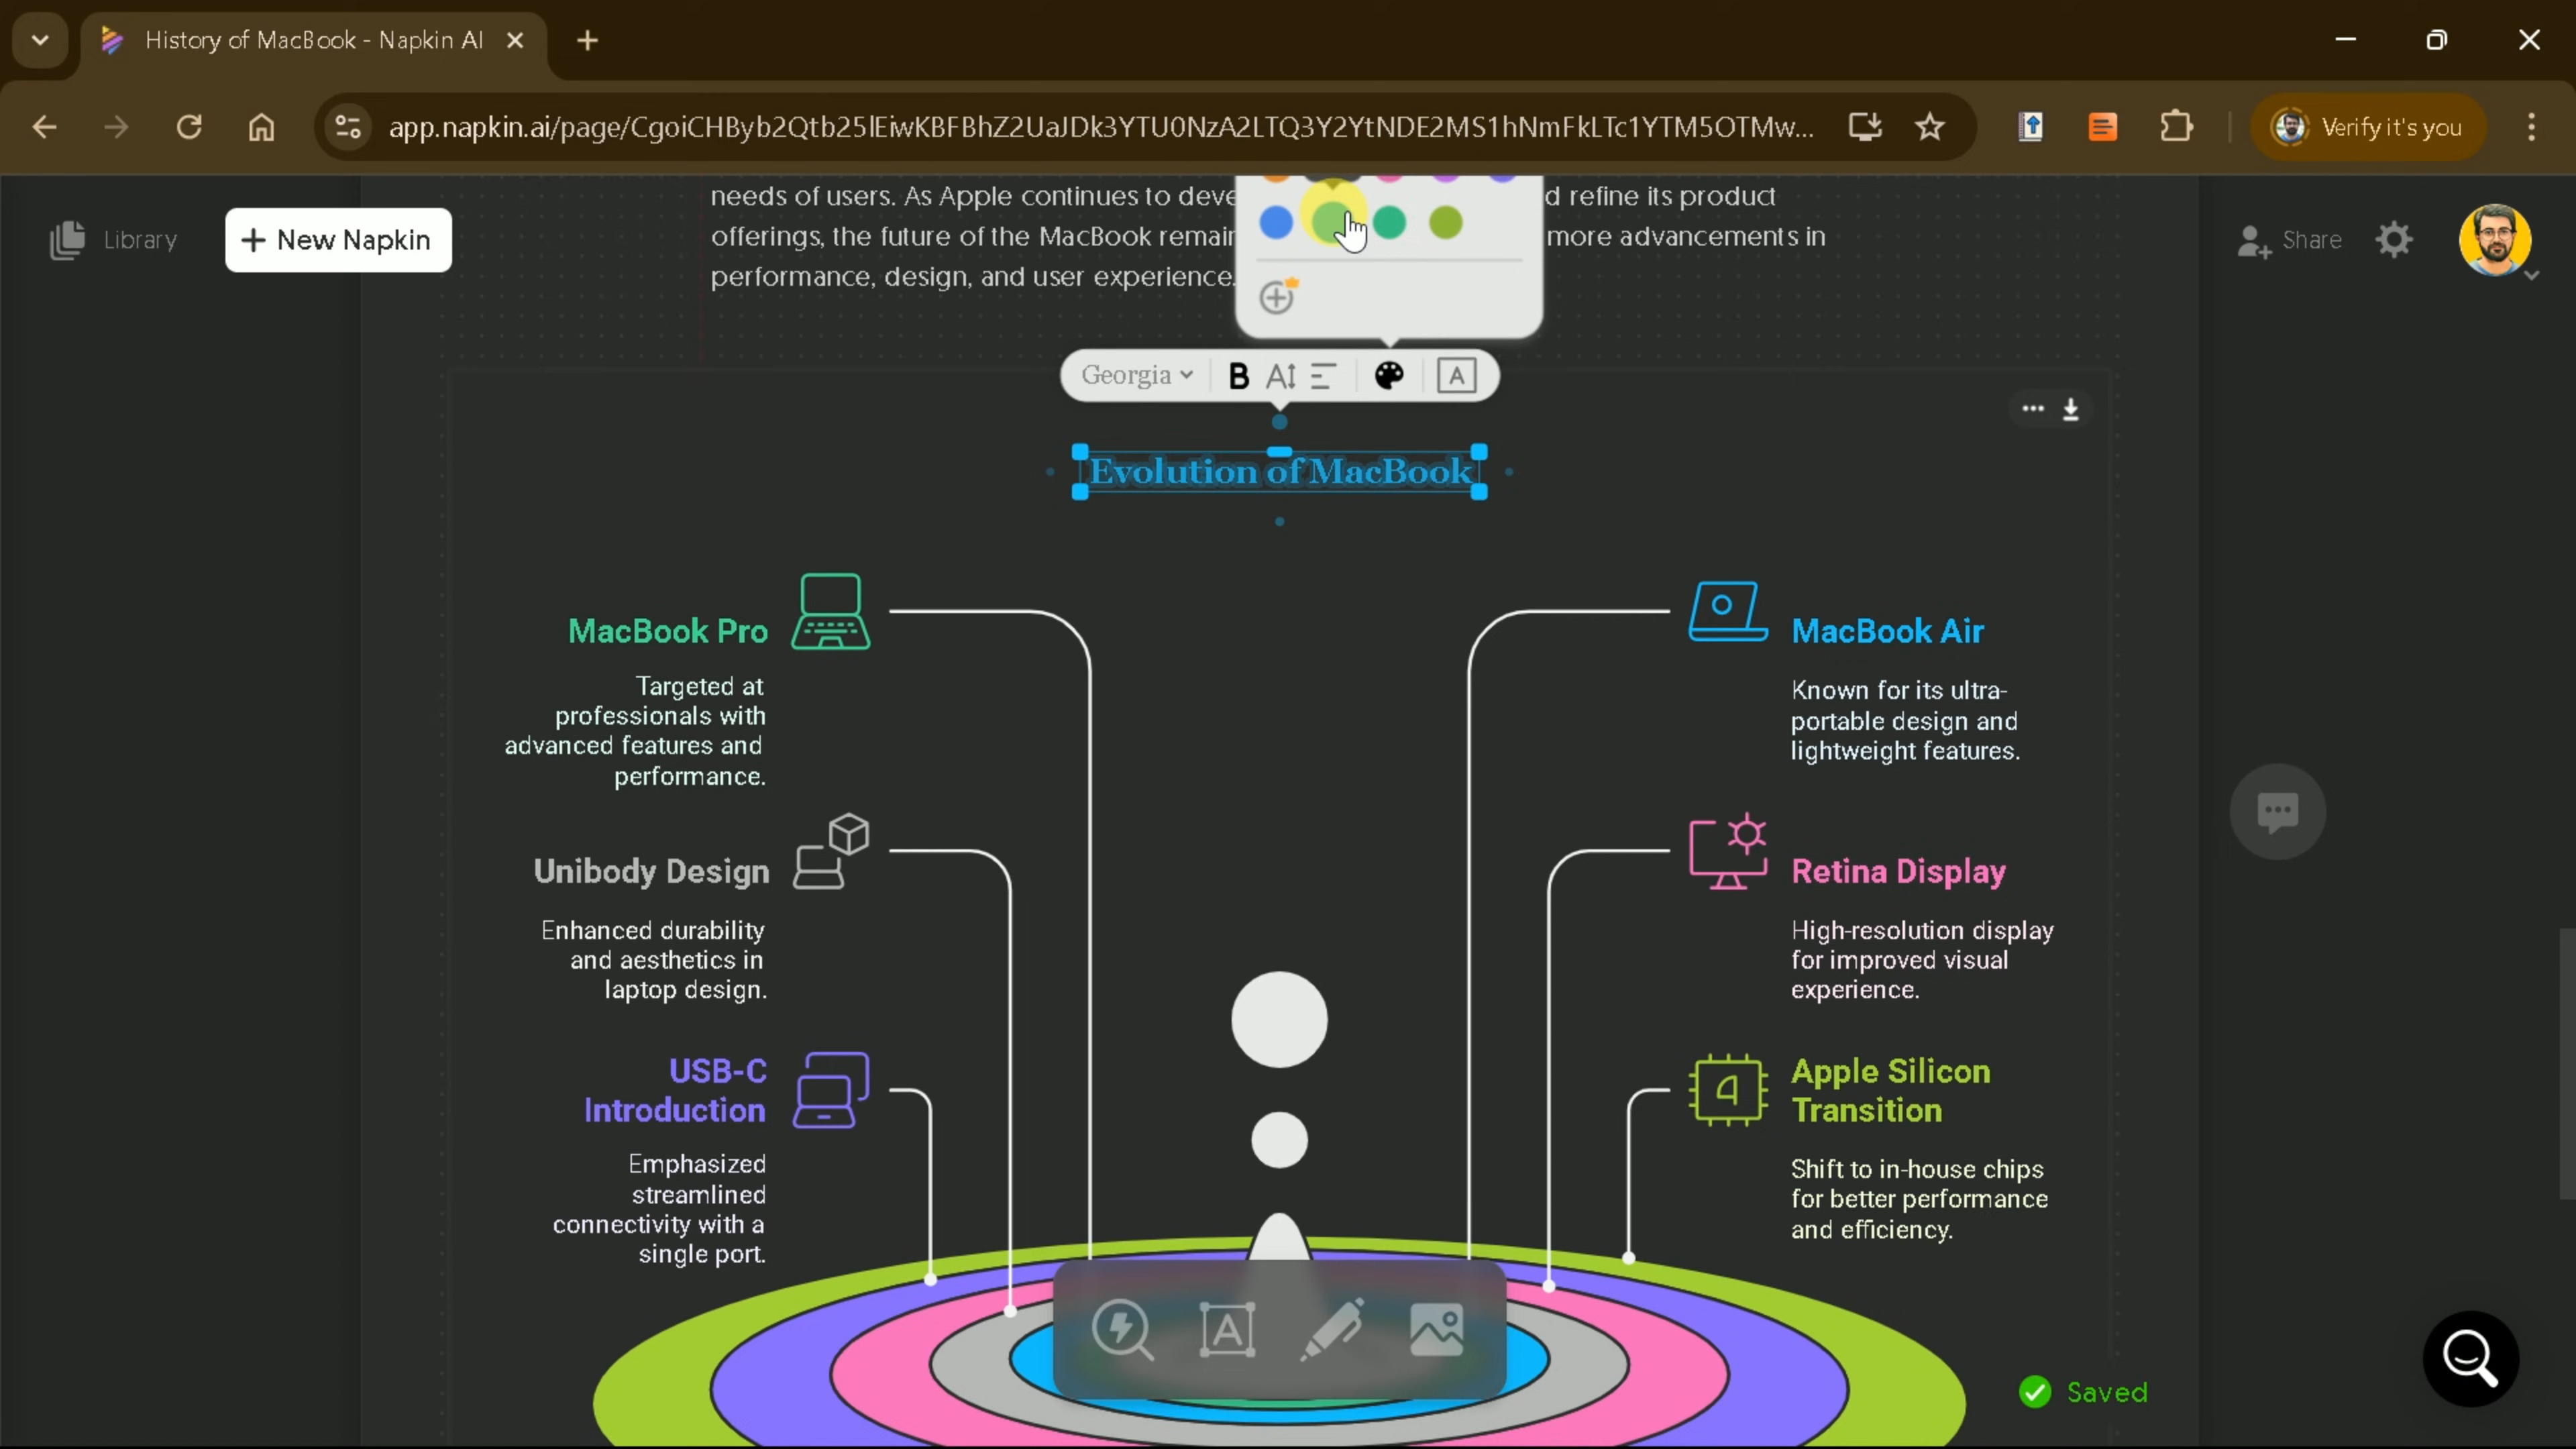 History of MacBook - Napkin AI
app.napkin.ai/page/CgoiCHByb2Qtb25lEiwKBFBhZ2UaJDk3YTU0NzA2LTQ3Y2YtNDE2MS1hNmFkLTc1YTM5OTMw...
Verify it's you
needs of users. As Apple continues to deve
d refine its product
offerings, the future of the MacBook remain
more advancements in
performance, design, and user experience.
Library
+ New Napkin
Share
Georgia
B
A
A
Evolution of MacBook
MacBook Pro
Targeted at
professionals with
advanced features and
performance.
MacBook Air
Known for its ultra-
portable design and
lightweight features.
Unibody Design
Enhanced durability
and aesthetics in
laptop design.
Retina Display
High-resolution display
for improved visual
experience.
USB-C
Introduction
Emphasized
streamlined
connectivity with a
single port.
Apple Silicon
Transition
Shift to in-house chips
for better performance
and efficiency.
A
Saved